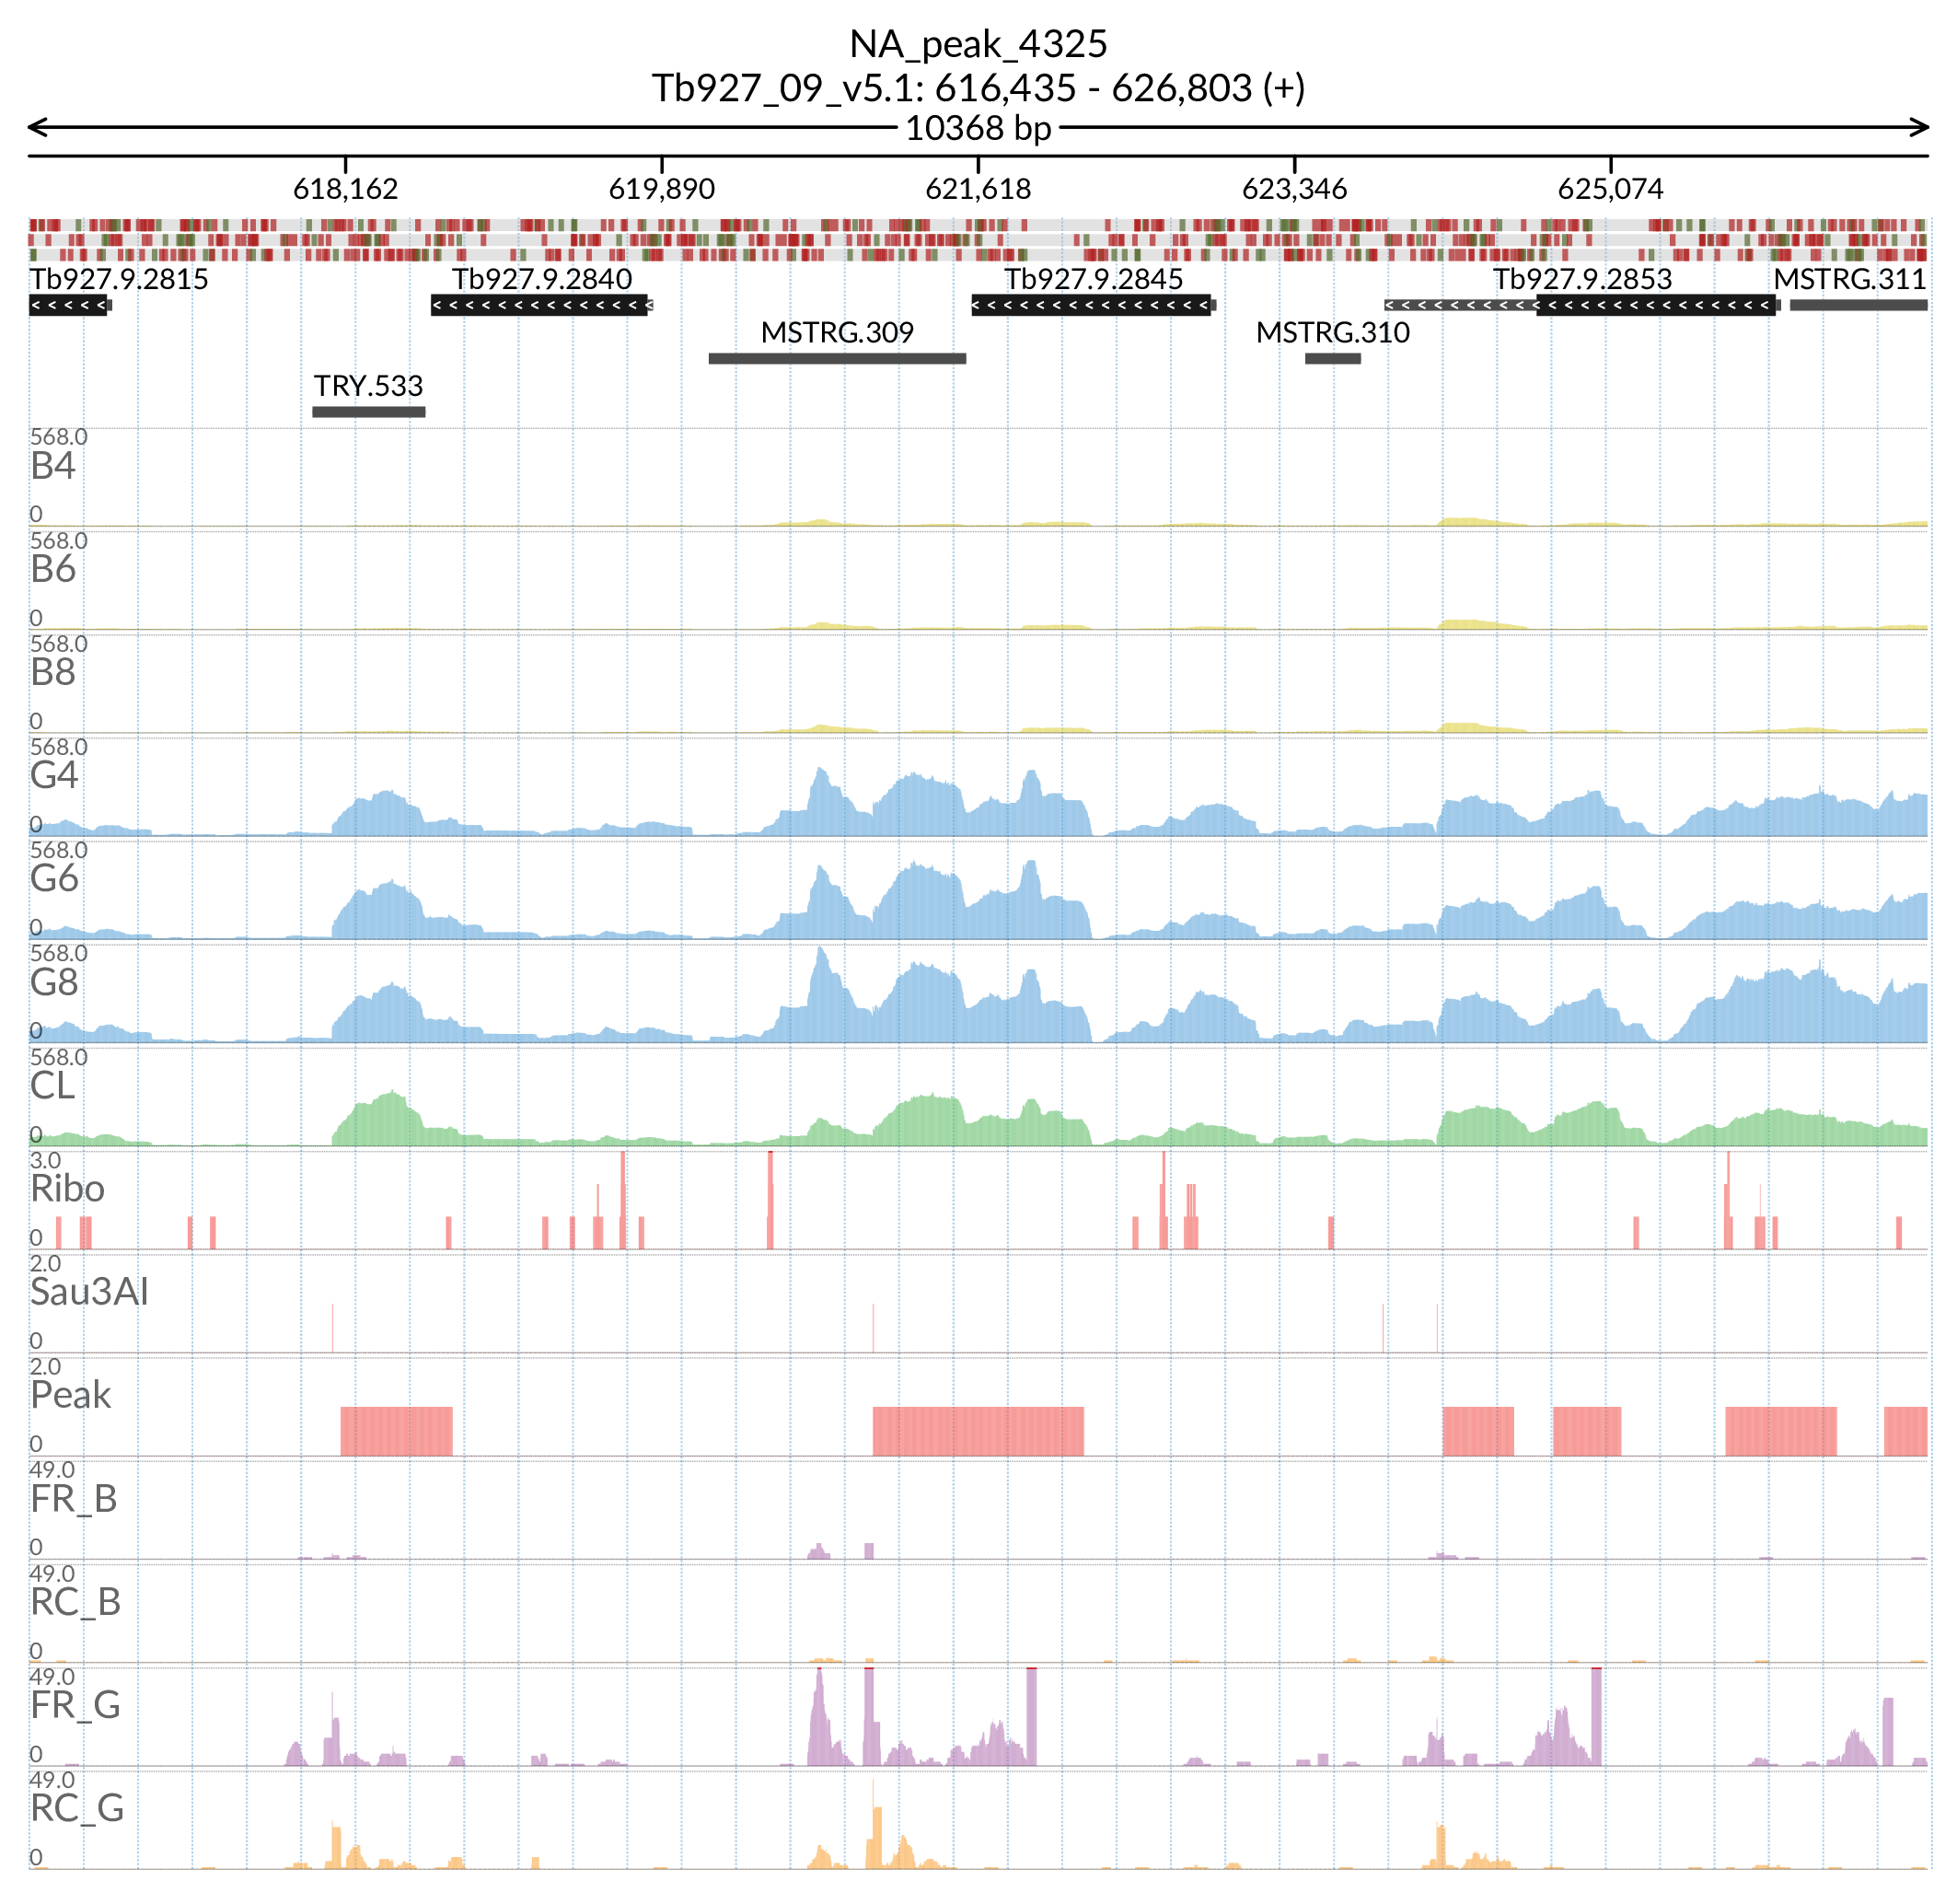 NA_peak_4325
Tb927_09_v5.1: 616,435 - 626,803 (+)
10368 bp
618,162 619,890 621,618 623,346 625,074
Tb927.9.2815 Tb927.9.2840 Tb927.9.2845 Tb927.9.2853 MSTRG.311
MSTRG.309 MSTRG.310
TRY.533
568.0
B4
0
568.0
B6
0
568.0
B8
0
568.0
G4
0
568.0
G6
0
568.0
G8
0
568.0
CL
0
3.0
Ribo
0
2.0
Sau3AI
0
2.0
Peak
0
49.0
FR_B
0
49.0
RC_B
0
49.0
FR_G
0
49.0
RC_G
0